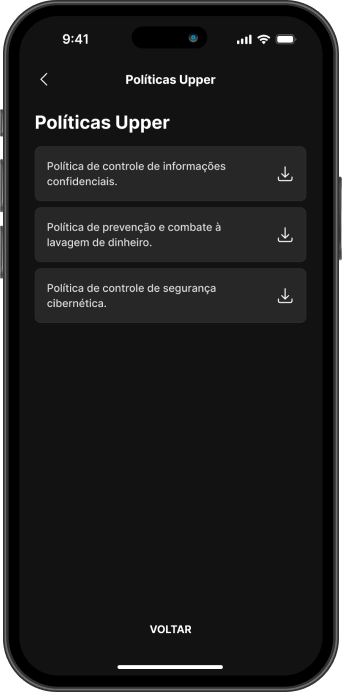 9:41
Políticas Upper
Políticas Upper
Política de controle de informações
confidenciais.
Política de prevenção e combate à
lavagem de dinheiro.
Política de controle de segurança
cibernética.
VOLTAR